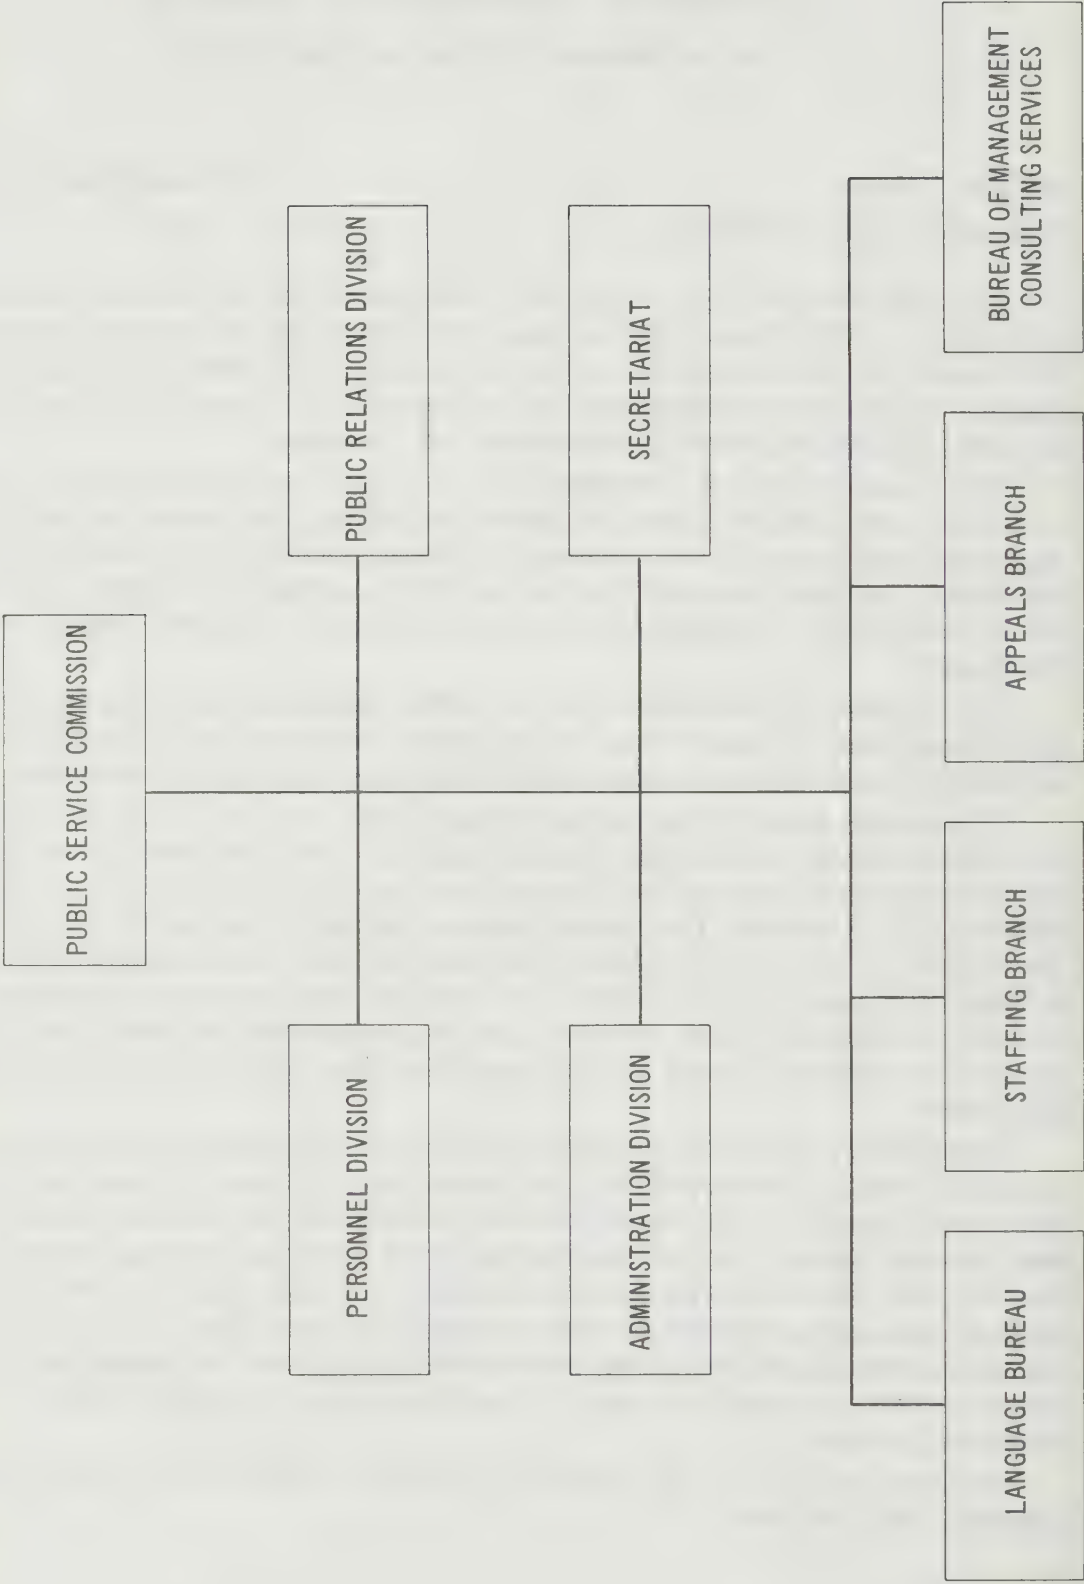 PUBLIC SERVICE COMMISSION
PERSONNEL DIVISION
PUBLIC RELATIONS DIVISION
ADMINISTRATION DIVISION
SECRETARIAT
LANGUAGE BUREAU
STAFFING BRANCH
APPEALS BRANCH
BUREAU OF MANAGEMENT
CONSULTING SERVICES